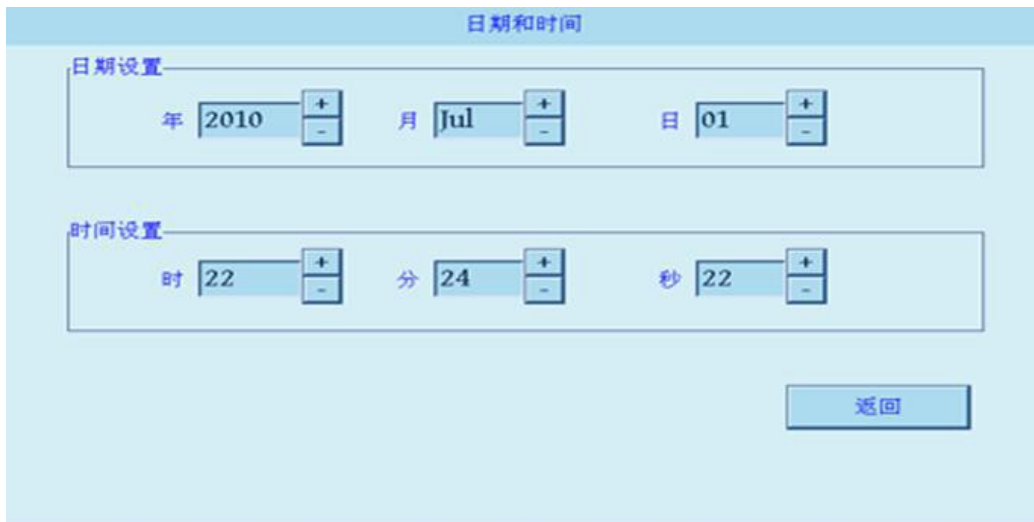 日期和时间
日期设置
年 2010 + - 月 Jul + - 日 01 + -
时间设置
时 22 + - 分 24 + - 秒 22 + -
返回